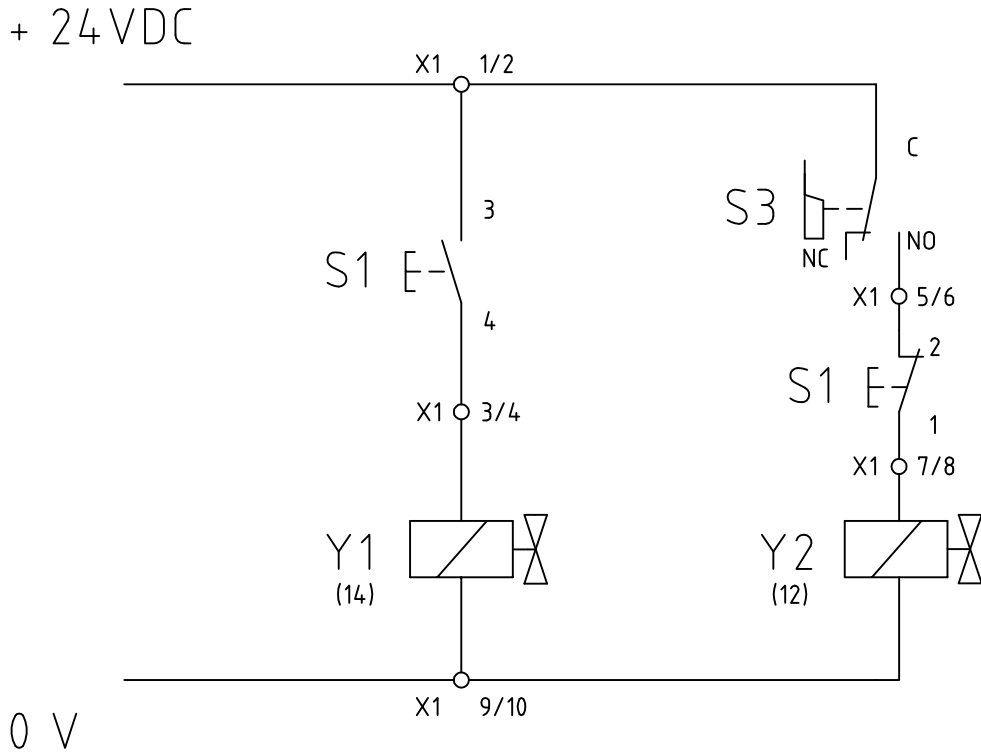 + 24VDC
X1 1/2
C
S3
3
NO
NC
S1
X1 5/6
4
2
S1
X1 3/4
1
X1 7/8
Y1
Y2
(14)
(12)
X1 9/10
0 V